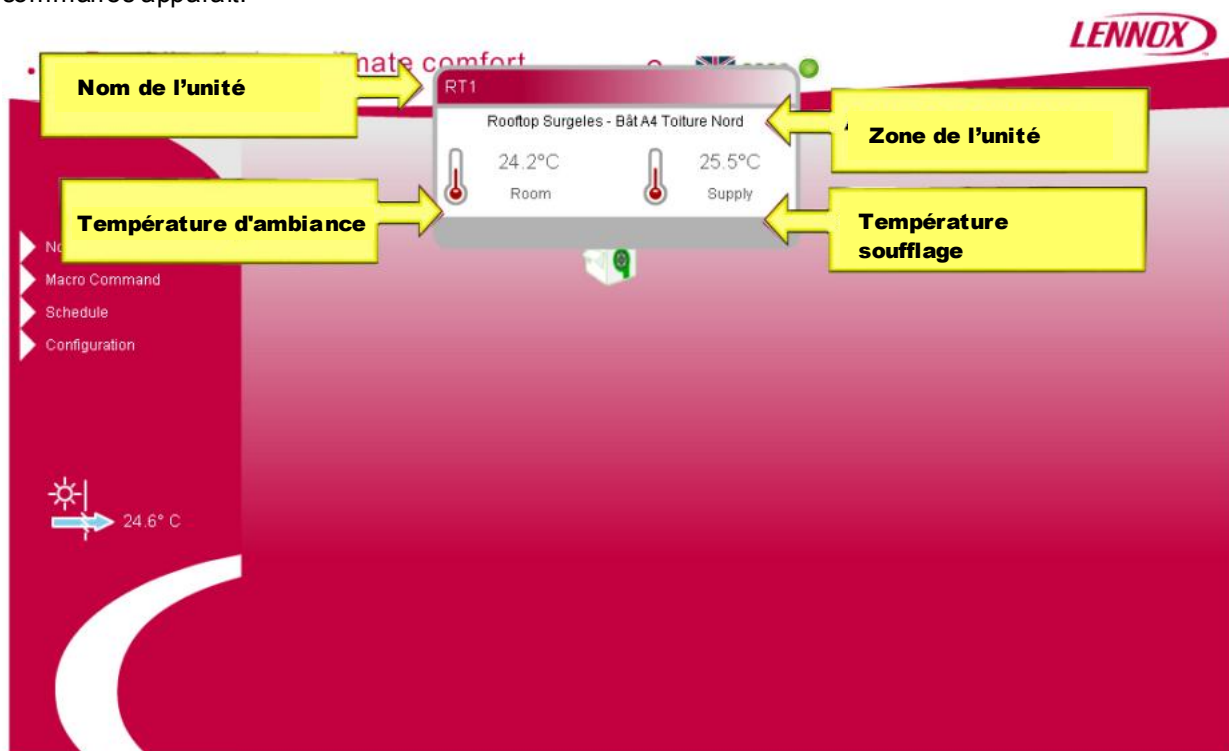 LENNOX
comfort
Nom de l’unité
RT1
Rooftop Surgeles - Bât A4 Toiture Nord
Zone de l’unité
24.2°C
25.5°C
Room
Supply
Température d'ambiance
Température
soufflage
Macro Command
Schedule
Configuration
24.6° C